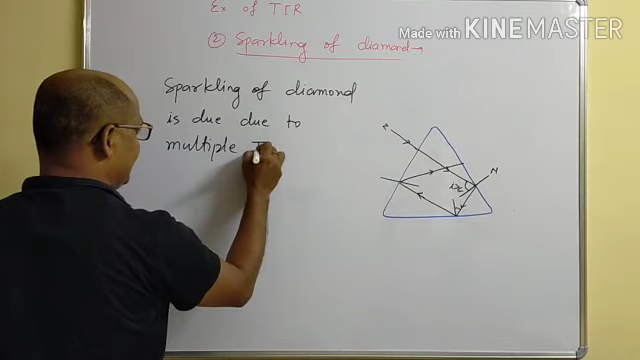 Ex of TIR
② Sparkling of diamond→
Made with KINEMASTER
Sparkling of diamond
is due due to
multiple T
N
i>c